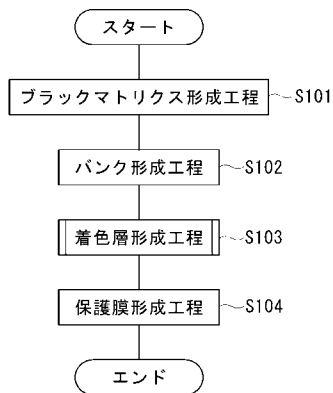 スタート
ブラックマトリクス形成工程 S101
バンク形成工程 S102
着色層形成工程 S103
保護膜形成工程 S104
エンド